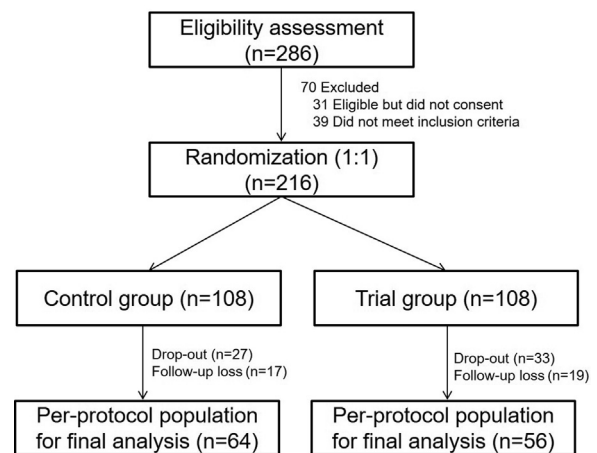 Eligibility assessment
(n=286)
70 Excluded
31 Eligible but did not consent
39 Did not meet inclusion criteria
Randomization (1:1)
(n=216)
Control group (n=108)
Trial group (n=108)
Drop-out (n=27)
Follow-up loss (n=17)
Drop-out (n=33)
Follow-up loss (n=19)
Per-protocol population
for final analysis (n=64)
Per-protocol population
for final analysis (n=56)